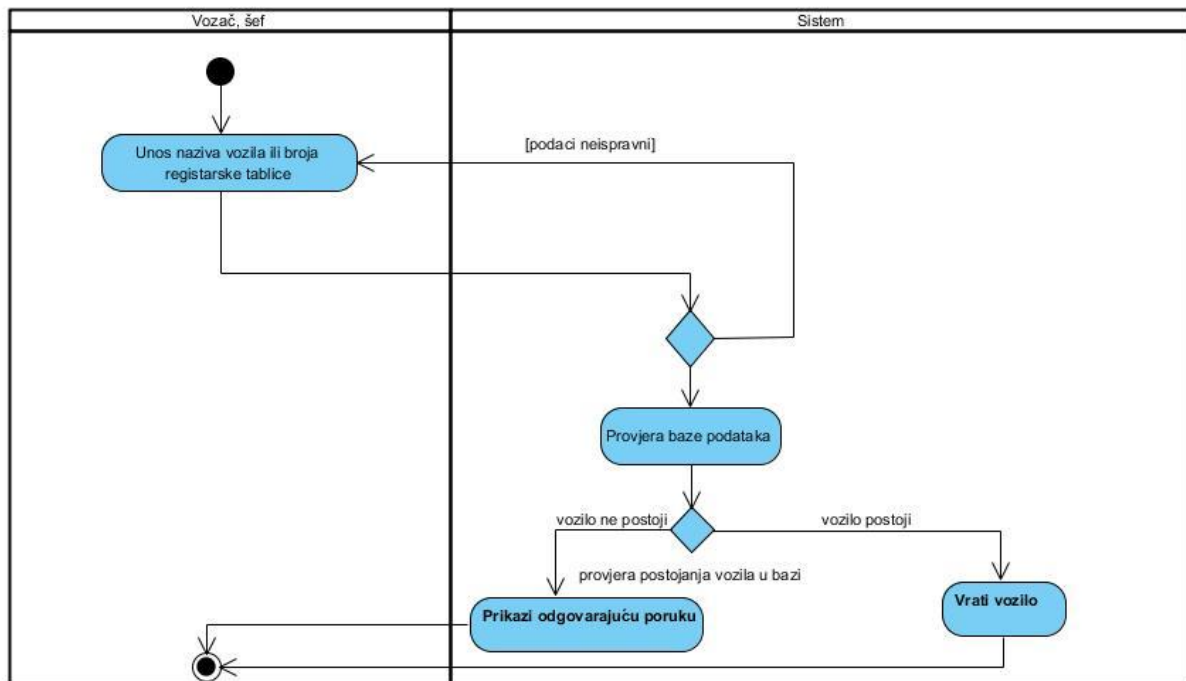 Vozač, šef
Sistem
Unos naziva vozila ili broja
registarske tablice
[podaci neispravni]
Provjera baze podataka
vozilo ne postoji
vozilo postoji
provjera postojanja vozila u bazi
Prikazi odgovarajuću poruku
Vrati vozilo